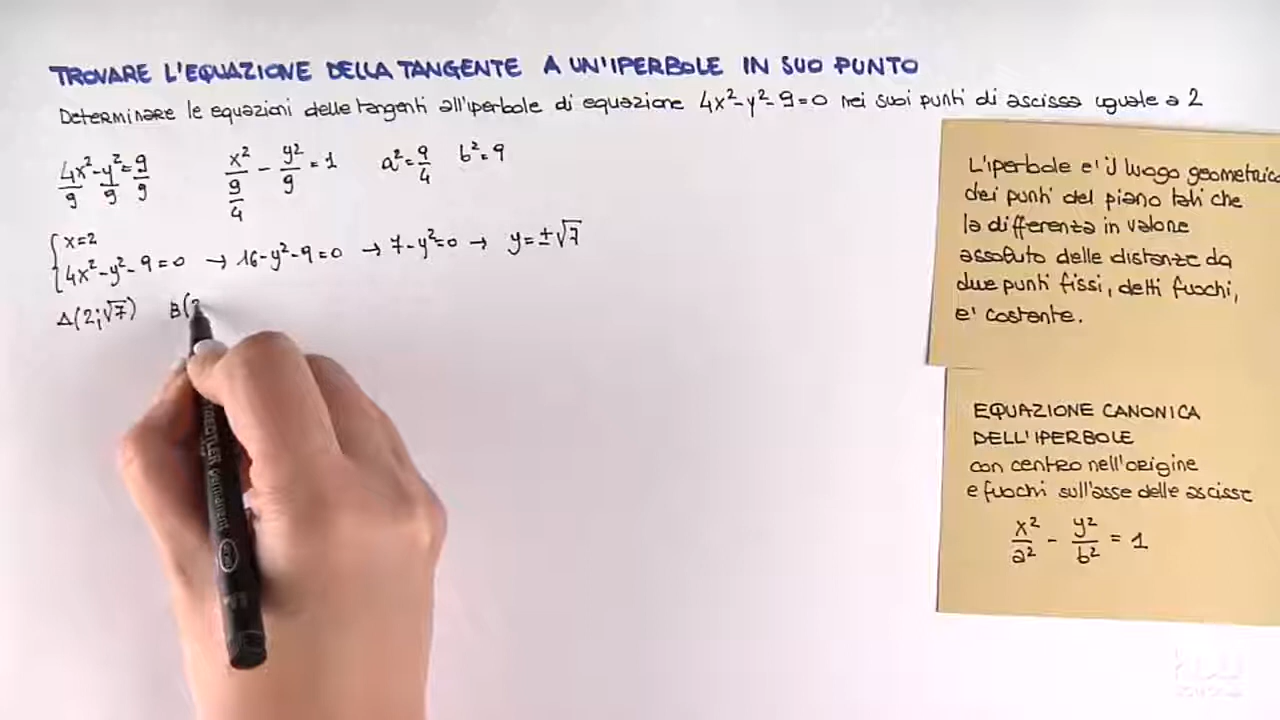 TROVARE L'EQUAZIONE DELLA TANGENTE A UN'IPERBOLE IN SUO PUNTO
Determinare le equazioni delle tangenti all'iperbole di equazione 4x²-y²-9=0 nei suoi punti di ascissa uguale a 2
4x²/9 - y²/9 = 9/9 x²/(9/4) - y²/9 = 1 a²=9/4 b²=9
{x=2
{4x²-y²-9=0 → 16-y²-9=0 → 7-y²=0 → y=±√7
A(2;√7) B(2
L'iperbole e' il luogo geometrico
dei punti del piano tali che
la differenza in valore
assoluto delle distanze da
due punti fissi, detti fuochi,
e' costante.
EQUAZIONE CANONICA
DELL'IPERBOLE
con centro nell'origine
e fuochi sull'asse delle ascisse
x²/a² - y²/b² = 1
STAEDTLER permanent